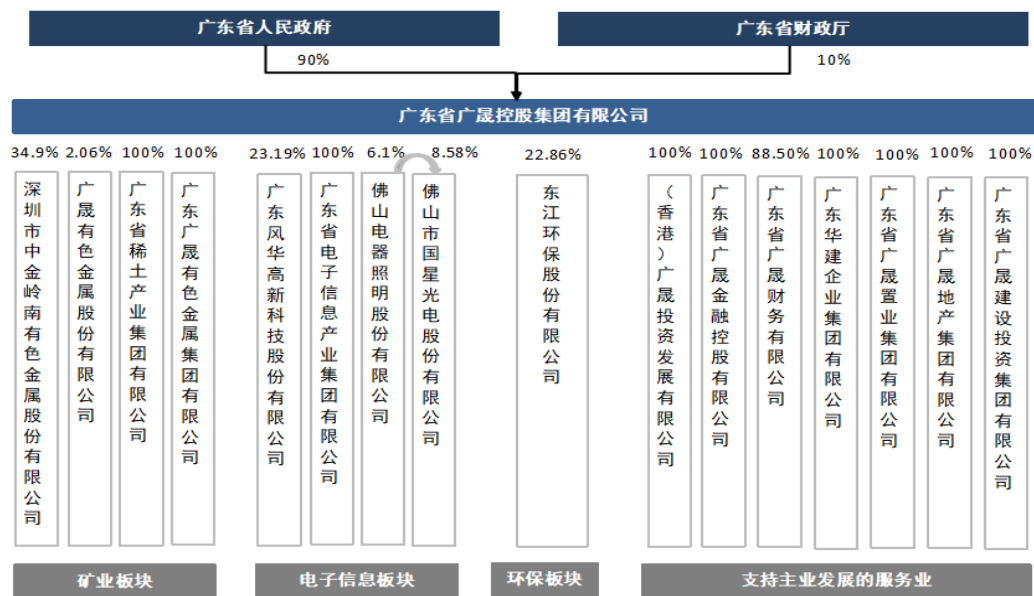 广东省人民政府
广东省财政厅
90%
10%
广东省广晟控股集团有限公司
34.9%
2.06%
100%
100%
23.19%
100%
6.1%
8.58%
22.86%
100%
100%
88.50%
100%
100%
100%
100%
深圳市中金岭南有色金属股份有限公司
广晟有色金属股份有限公司
广东省稀土产业集团有限公司
广东广晟有色金属集团有限公司
广东风华高新科技股份有限公司
广东省电子信息产业集团有限公司
佛山电器照明股份有限公司
佛山市国星光电股份有限公司
东江环保股份有限公司
（香港）广晟投资发展有限公司
广东省广晟金融控股有限公司
广东省广晟财务有限公司
广东华建企业集团有限公司
广东省广晟置业集团有限公司
广东省广晟地产集团有限公司
广东省广晟建设投资集团有限公司
矿业板块
电子信息板块
环保板块
支持主业发展的服务业